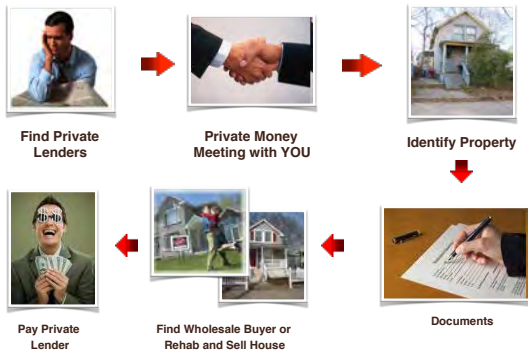 Find Private
Lenders
Private Money
Meeting with YOU
Identify Property
Documents
Find Wholesale Buyer or
Rehab and Sell House
Pay Private
Lender